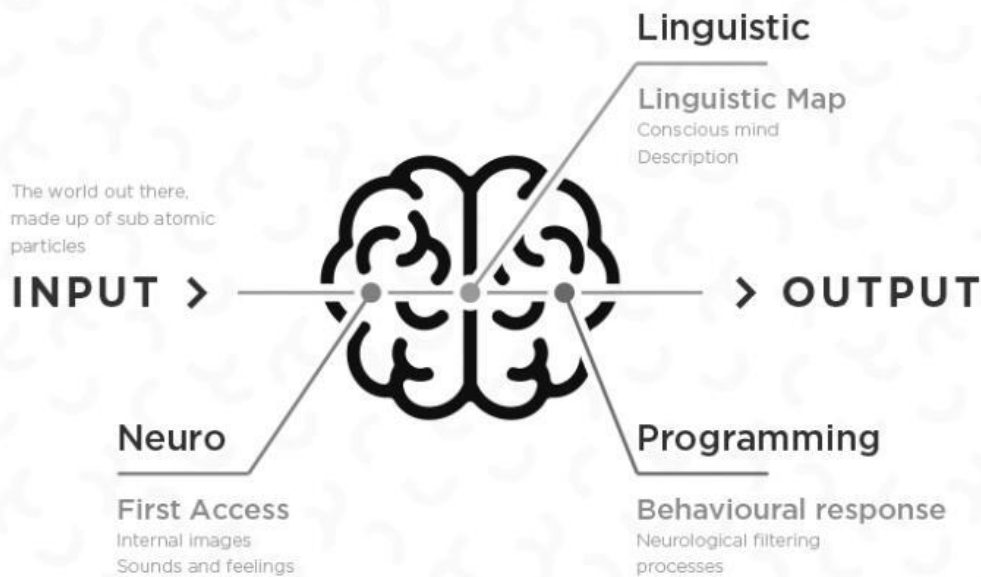 Linguistic
Linguistic Map
Conscious mind
Description
The world out there,
made up of sub atomic
particles
INPUT >
> OUTPUT
Neuro
First Access
Internal images
Sounds and feelings
Programming
Behavioural response
Neurological filtering
processes